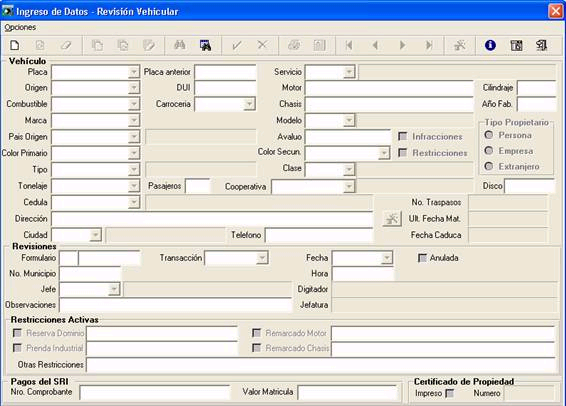 Ingreso de Datos - Revisión Vehicular
Opciones
Vehículo
Placa Placa anterior Servicio
Origen DUI Motor Cilindraje
Combustible Carroceria Chasis Año Fab.
Marca Modelo Tipo Propietario
Pais Origen Avaluo Infracciones Persona
Color Primario Color Secun. Restricciones Empresa
Tipo Clase Extranjero
Tonelaje Pasajeros Cooperativa Disco
Cedula No. Traspasos
Dirección Ult. Fecha Mat.
Ciudad Telefono Fecha Caduca
Revisiones
Formulario Transacción Fecha Anulada
No. Municipio Hora
Jefe Digitador
Observaciones Jefatura
Restricciones Activas
Reserva Dominio Remarcado Motor
Prenda Industrial Remarcado Chasis
Otras Restricciones
Pagos del SRI Certificado de Propiedad
Nro. Comprobante Valor Matricula Impreso Numero